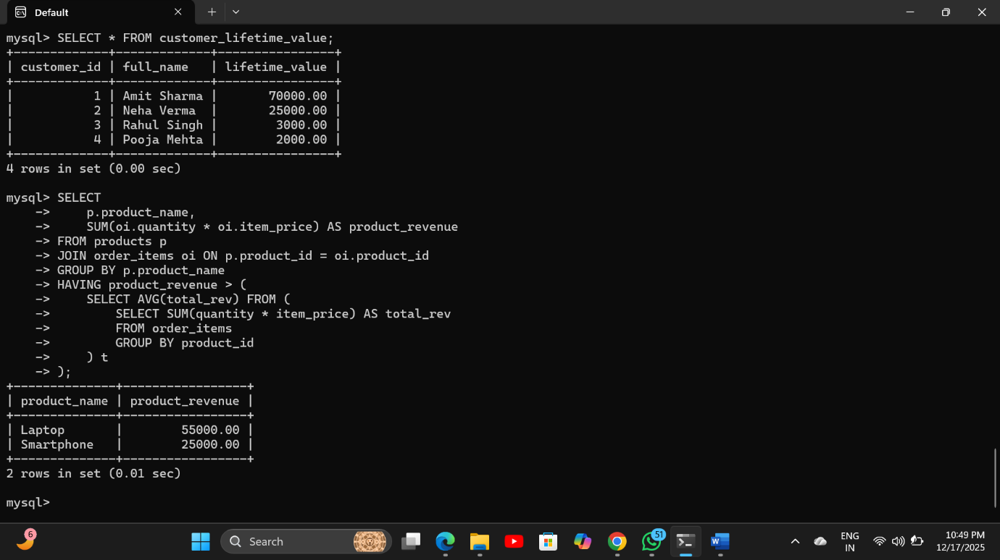 Default
mysql> SELECT * FROM customer_lifetime_value;
+-------------+-------------+----------------+
| customer_id | full_name   | lifetime_value |
+-------------+-------------+----------------+
|           1 | Amit Sharma |       70000.00 |
|           2 | Neha Verma  |       25000.00 |
|           3 | Rahul Singh |        3000.00 |
|           4 | Pooja Mehta |        2000.00 |
+-------------+-------------+----------------+
4 rows in set (0.00 sec)
mysql> SELECT
    ->     p.product_name,
    ->     SUM(oi.quantity * oi.item_price) AS product_revenue
    -> FROM products p
    -> JOIN order_items oi ON p.product_id = oi.product_id
    -> GROUP BY p.product_name
    -> HAVING product_revenue > (
    ->     SELECT AVG(total_rev) FROM (
    ->         SELECT SUM(quantity * item_price) AS total_rev
    ->         FROM order_items
    ->         GROUP BY product_id
    ->     ) t
    -> );
+--------------+-----------------+
| product_name | product_revenue |
+--------------+-----------------+
| Laptop       |        55000.00 |
| Smartphone   |        25000.00 |
+--------------+-----------------+
2 rows in set (0.01 sec)
mysql>
6
Search
51
W
ENG
IN
10:49 PM
12/17/2025